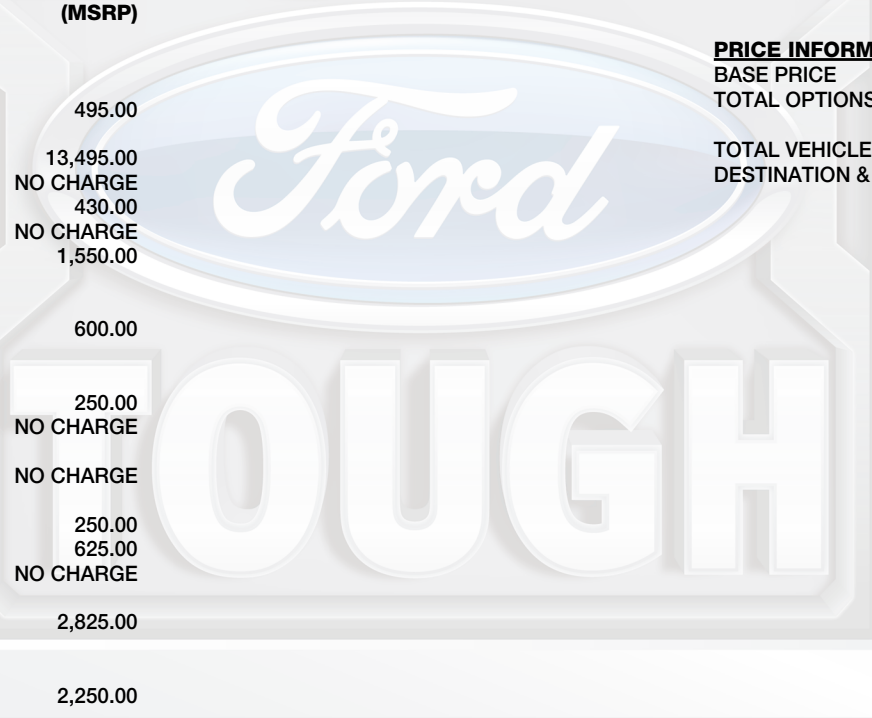 (MSRP)
495.00
13,495.00
NO CHARGE
430.00
NO CHARGE
1,550.00
600.00
250.00
NO CHARGE
NO CHARGE
250.00
625.00
NO CHARGE
2,825.00
2,250.00
PRICE INFORM
BASE PRICE
TOTAL OPTIONS
TOTAL VEHICLE
DESTINATION &
Ford
TOUGH